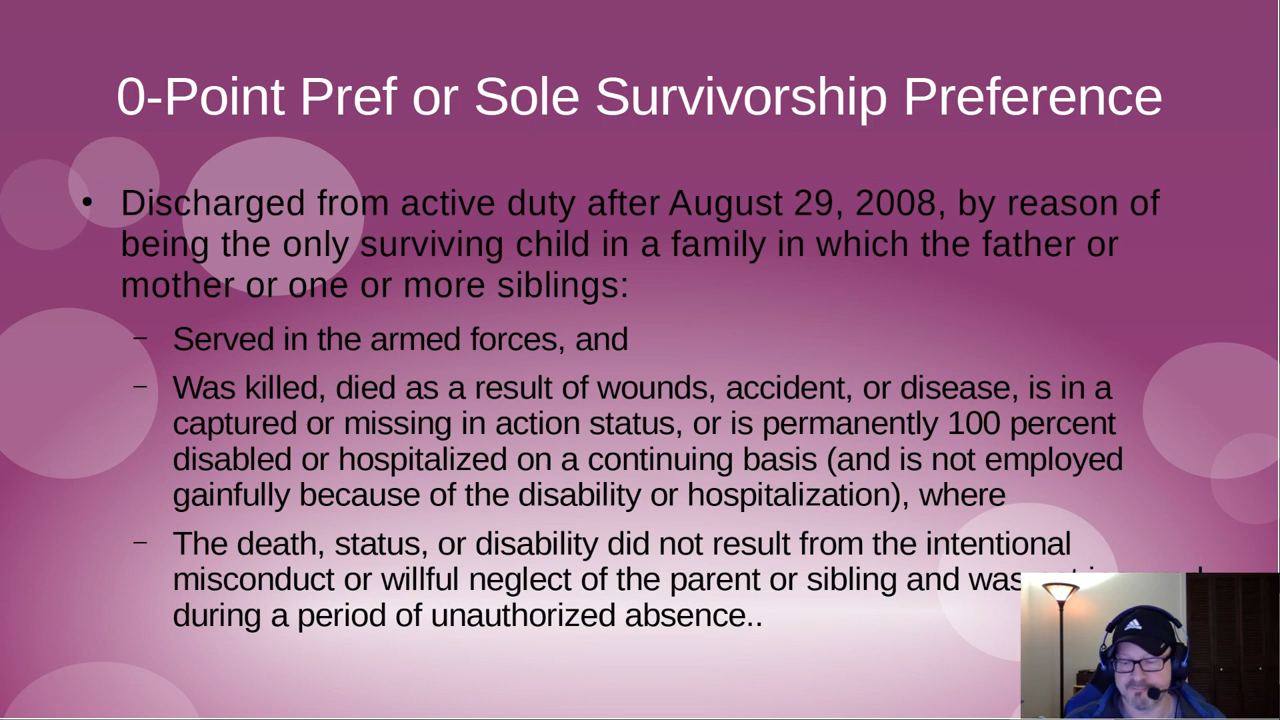 0-Point Pref or Sole Survivorship Preference
• Discharged from active duty after August 29, 2008, by reason of
being the only surviving child in a family in which the father or
mother or one or more siblings:
– Served in the armed forces, and
– Was killed, died as a result of wounds, accident, or disease, is in a
captured or missing in action status, or is permanently 100 percent
disabled or hospitalized on a continuing basis (and is not employed
gainfully because of the disability or hospitalization), where
– The death, status, or disability did not result from the intentional
misconduct or willful neglect of the parent or sibling and was
during a period of unauthorized absence..
adidas